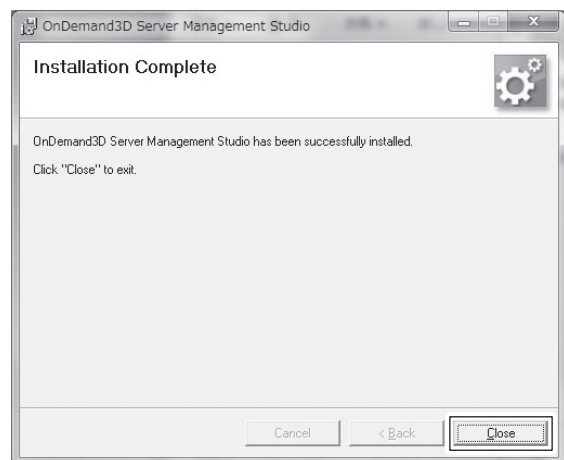 OnDemand3D Server Management Studio
Installation Complete
OnDemand3D Server Management Studio has been successfully installed.
Click "Close" to exit.
Cancel
< Back
Close